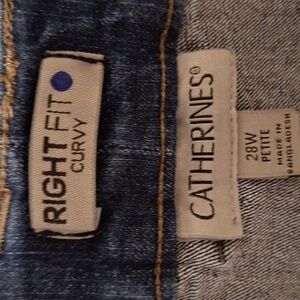 RIGHT FIT
CURVY
CATHERINES®
28W
PETITE
MADE IN
BANGLADESH